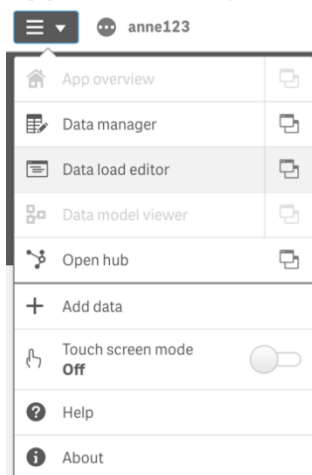 anne123
App overview
Data manager
Data load editor
Data model viewer
Open hub
Add data
Touch screen mode
Off
Help
About